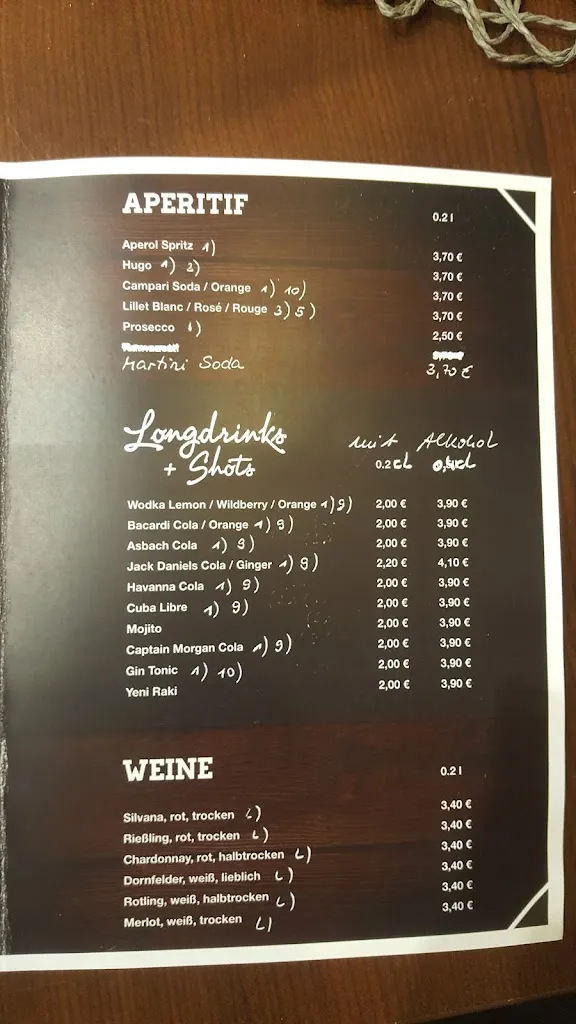 APERITIF 0.2 l
Aperol Spritz 1) 3,70 €
Hugo 1) 3) 3,70 €
Campari Soda / Orange 1) 10) 3,70 €
Lillet Blanc / Rosé / Rouge 3) 5) 3,70 €
Prosecco 1) 2,50 €
Martini Soda 3,70 €
Longdrinks mit Alkohol
+ Shots 0.2 cl cl
Wodka Lemon / Wildberry / Orange 1) 9) 2,00 € 3,90 €
Bacardi Cola / Orange 1) 9) 2,00 € 3,90 €
Asbach Cola 1) 9) 2,00 € 3,90 €
Jack Daniels Cola / Ginger 1) 9) 2,20 € 4,10 €
Havanna Cola 1) 9) 2,00 € 3,90 €
Cuba Libre 1) 9) 2,00 € 3,90 €
Mojito 2,00 € 3,90 €
Captain Morgan Cola 1) 9) 2,00 € 3,90 €
Gin Tonic 1) 10) 2,00 € 3,90 €
Yeni Raki 2,00 € 3,90 €
WEINE 0.2 l
Silvana, rot, trocken L) 3,40 €
Rießling, rot, trocken L) 3,40 €
Chardonnay, rot, halbtrocken L) 3,40 €
Dornfelder, weiß, lieblich L) 3,40 €
Rotling, weiß, halbtrocken L) 3,40 €
Merlot, weiß, trocken L) 3,40 €